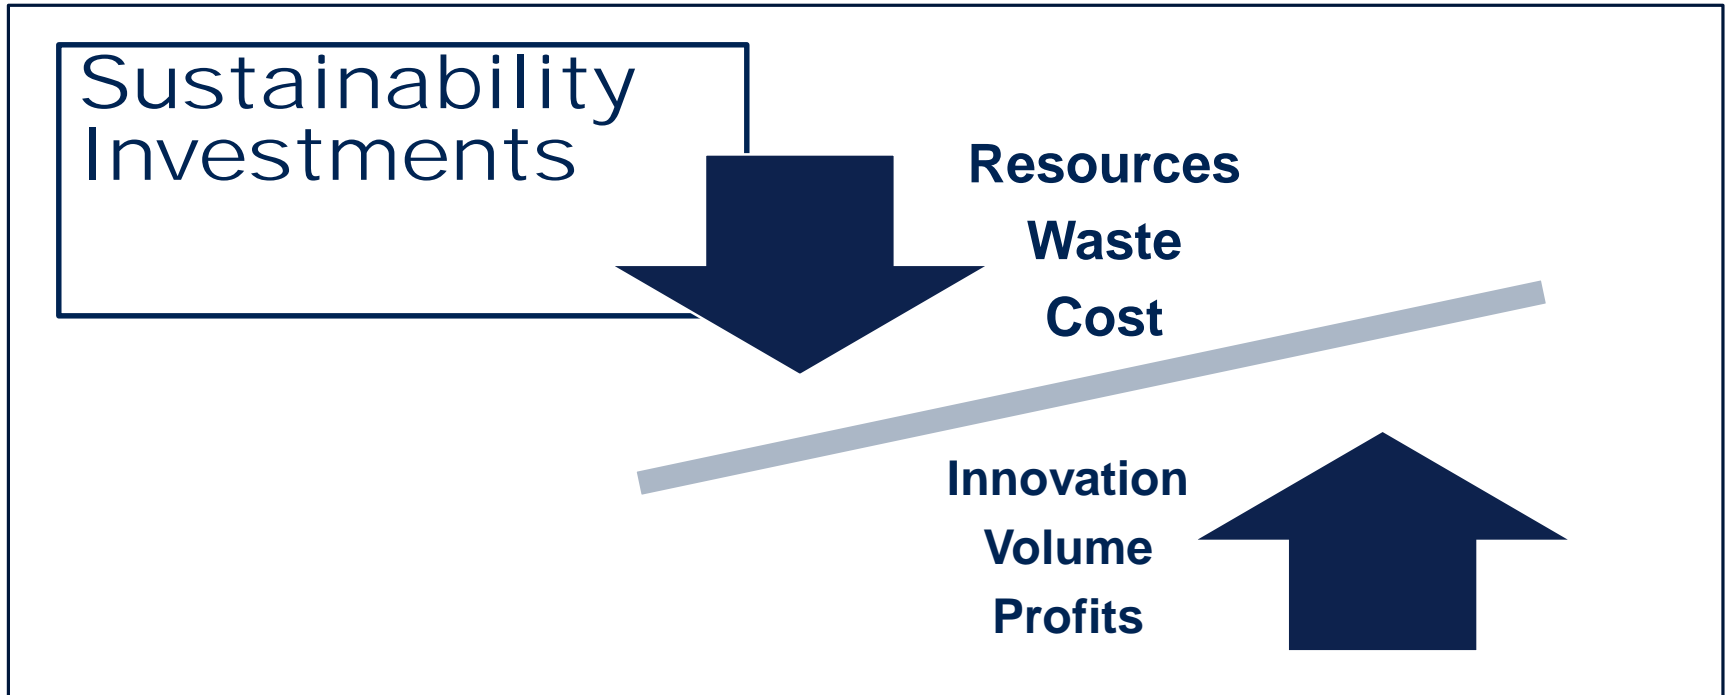 Sustainability
Investments
Resources
Waste
Cost
Innovation
Volume
Profits